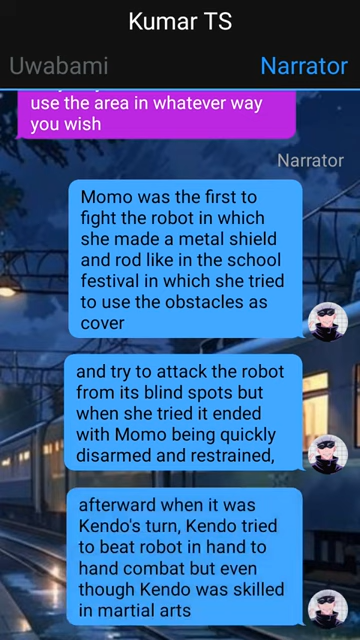 Kumar TS
Uwabami
Narrator
use the area in whatever way
you wish
Narrator
Momo was the first to
fight the robot in which
she made a metal shield
and rod like in the school
festival in which she tried
to use the obstacles as
cover
and try to attack the robot
from its blind spots but
when she tried it ended
with Momo being quickly
disarmed and restrained,
afterward when it was
Kendo's turn, Kendo tried
to beat robot in hand to
hand combat but even
though Kendo was skilled
in martial arts